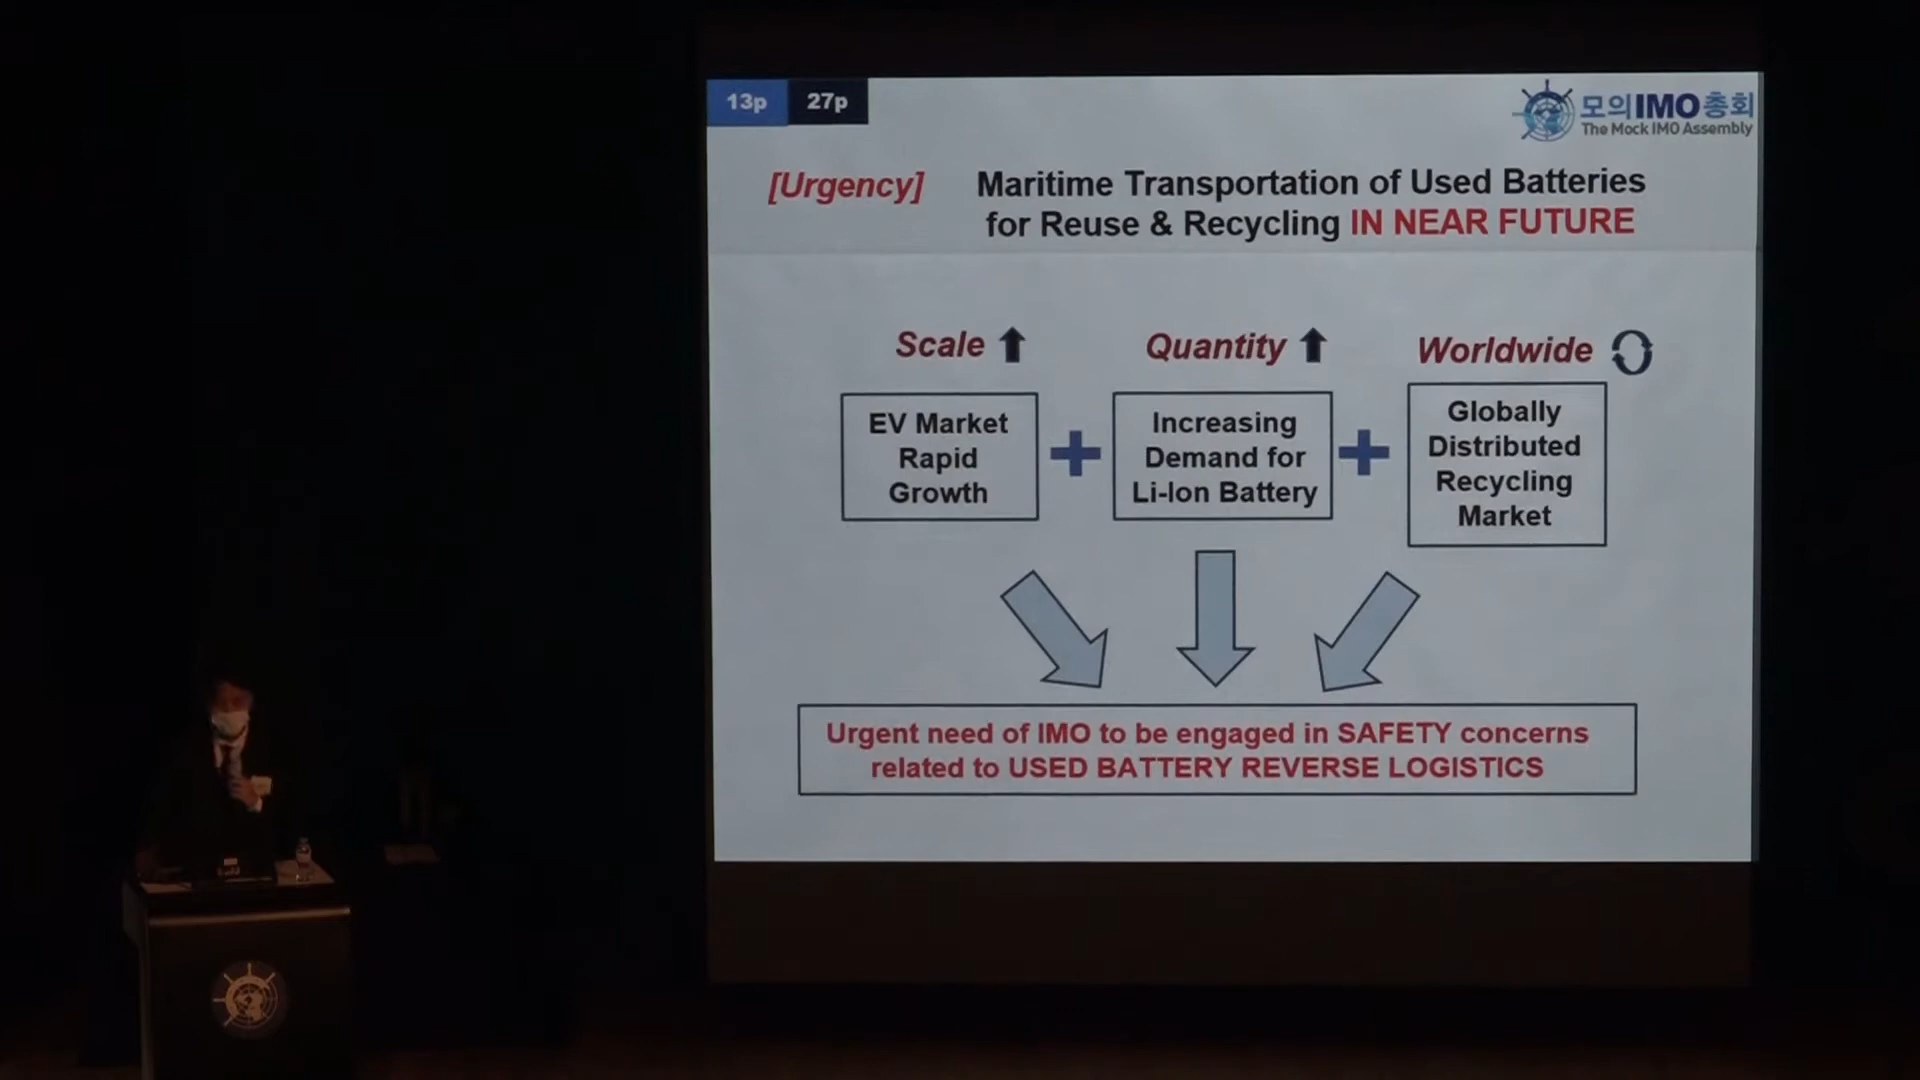 13p 27p
모의IMO총회
The Mock IMO Assembly
[Urgency] Maritime Transportation of Used Batteries
for Reuse & Recycling IN NEAR FUTURE
Scale
EV Market
Rapid
Growth
Quantity
Increasing
Demand for
Li-Ion Battery
Worldwide
Globally
Distributed
Recycling
Market
Urgent need of IMO to be engaged in SAFETY concerns
related to USED BATTERY REVERSE LOGISTICS